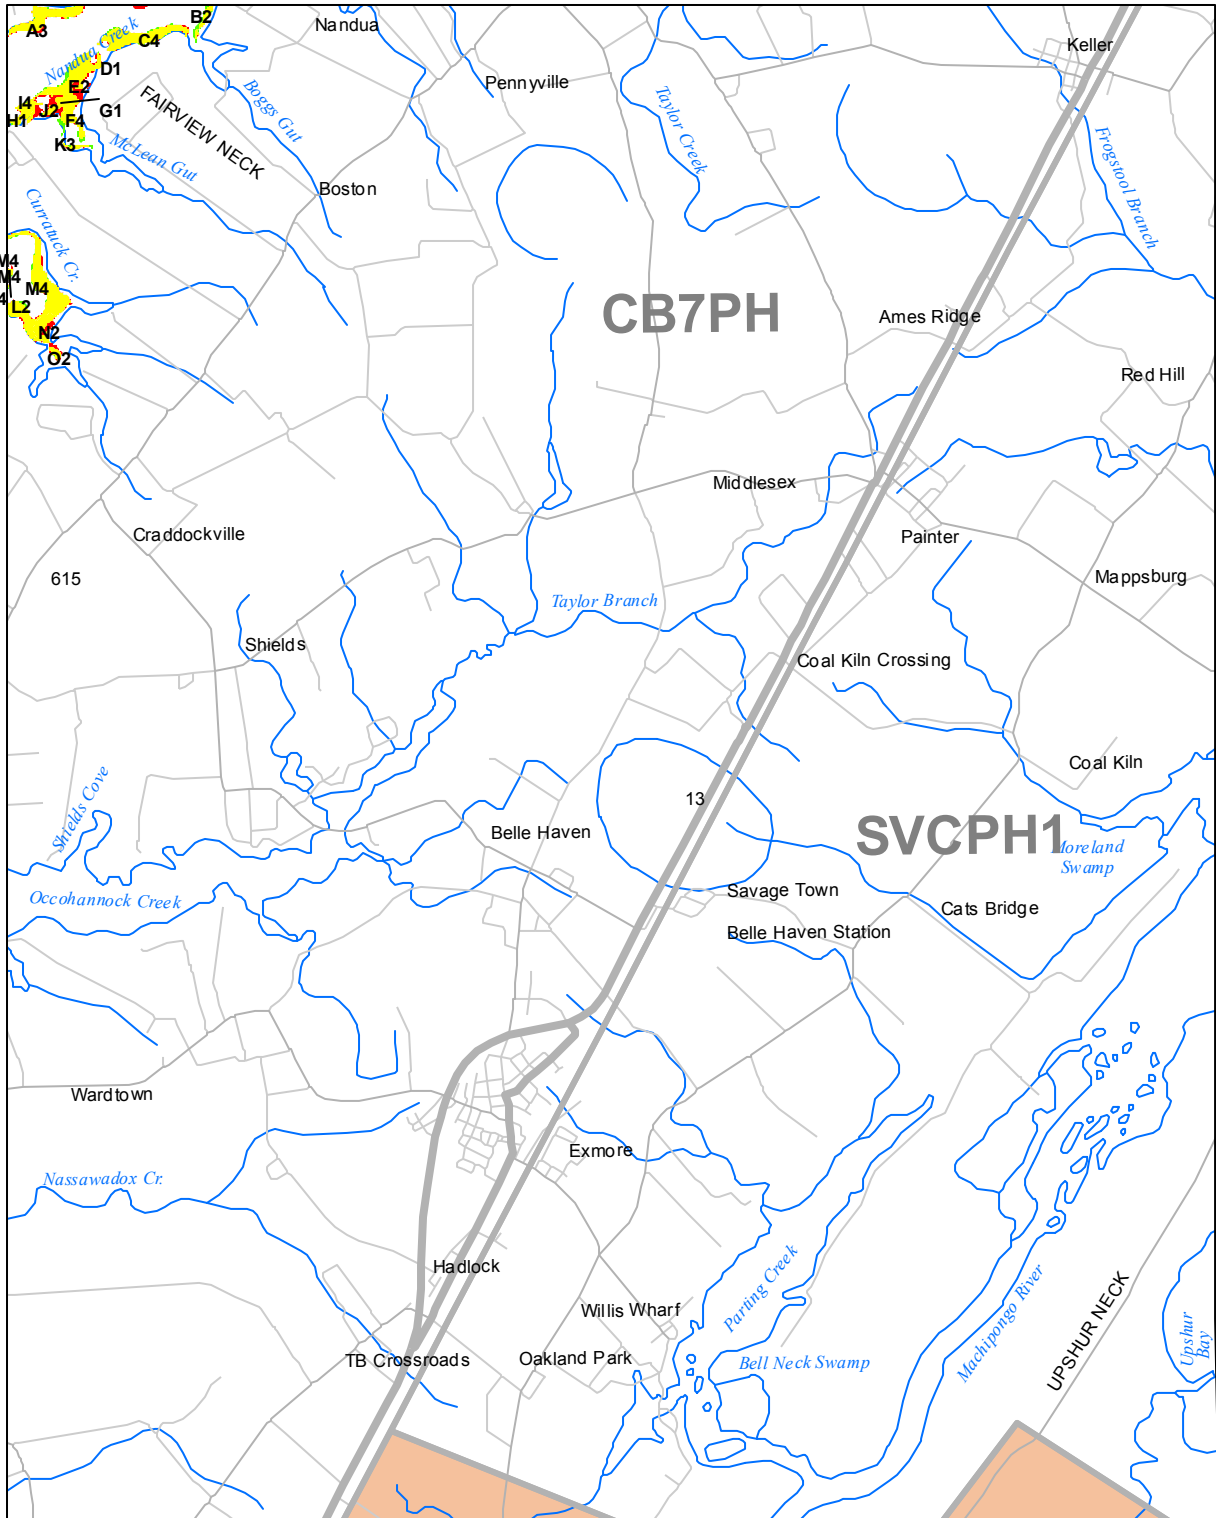 A3
B2
C4
Nandua
Keller
Nandua Creek
D1
E2
Pennyville
Boggs Gut
Taylor Creek
FAIRVIEW NECK
I4
J2
G1
H1
F4
K3
McLean Gut
Frogstool Branch
Boston
Curratuck Cr.
M4
M4
M4
4
L2
N2
O2
CB7PH
Ames Ridge
Red Hill
Middlesex
Craddockville
Painter
615
Mappsburg
Taylor Branch
Shields
Coal Kiln Crossing
Coal Kiln
13
Shields Cove
Belle Haven
SVCPH1
Moreland
Swamp
Savage Town
Occohannock Creek
Cats Bridge
Belle Haven Station
Wardtown
Exmore
Nassawadox Cr.
Hadlock
Parting Creek
Machipongo River
UPSHUR NECK
Willis Wharf
Upshur
Bay
TB Crossroads
Oakland Park
Bell Neck Swamp